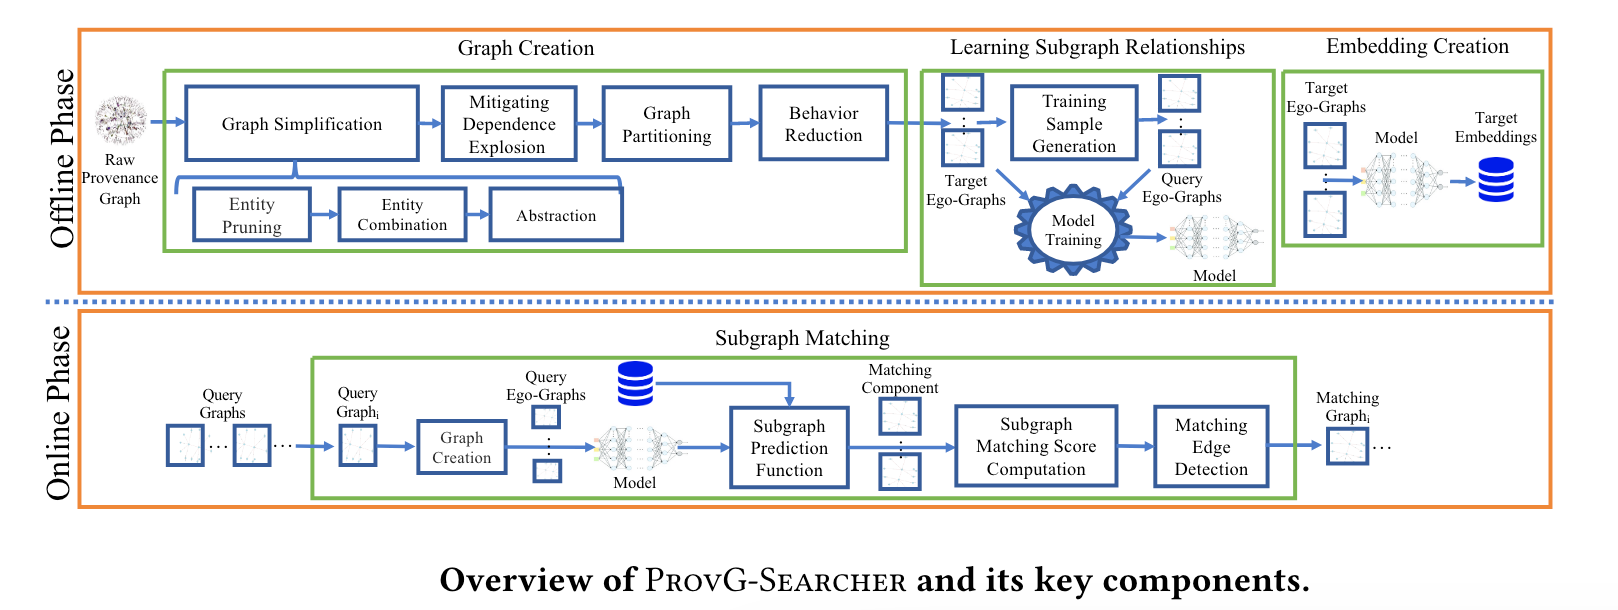 Offline Phase
Graph Creation
Learning Subgraph Relationships
Embedding Creation
Raw
Provenance
Graph
Graph Simplification
Mitigating
Dependence
Explosion
Graph
Partitioning
Behavior
Reduction
Entity
Pruning
Entity
Combination
Abstraction
Target
Ego-Graphs
Training
Sample
Generation
Query
Ego-Graphs
Model
Training
Model
Target
Ego-Graphs
Model
Target
Embeddings
Online Phase
Subgraph Matching
Query
Graphs
...
...
Query
Graphi
Graph
Creation
Query
Ego-Graphs
Model
Subgraph
Prediction
Function
Matching
Component
Subgraph
Matching Score
Computation
Matching
Edge
Detection
Matching
Graphi
...
Overview of PROVG-SEARCHER and its key components.